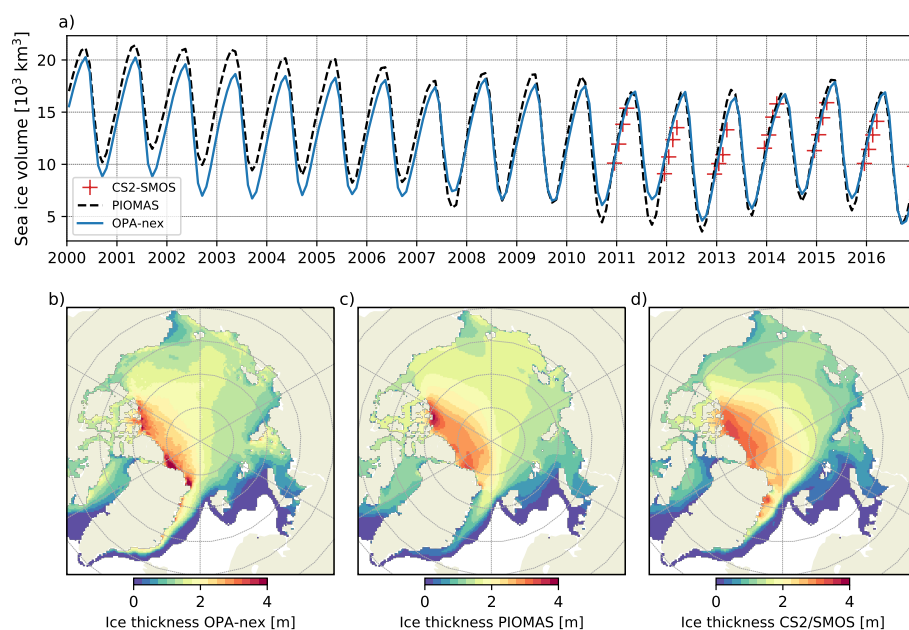 a)
Sea ice volume [10³ km³]
20
15
10
5
CS2-SMOS
PIOMAS
OPA-nex
2000 2001 2002 2003 2004 2005 2006 2007 2008 2009 2010 2011 2012 2013 2014 2015 2016
b) c) d)
0 2 4 0 2 4 0 2 4
Ice thickness OPA-nex [m] Ice thickness PIOMAS [m] Ice thickness CS2/SMOS [m]